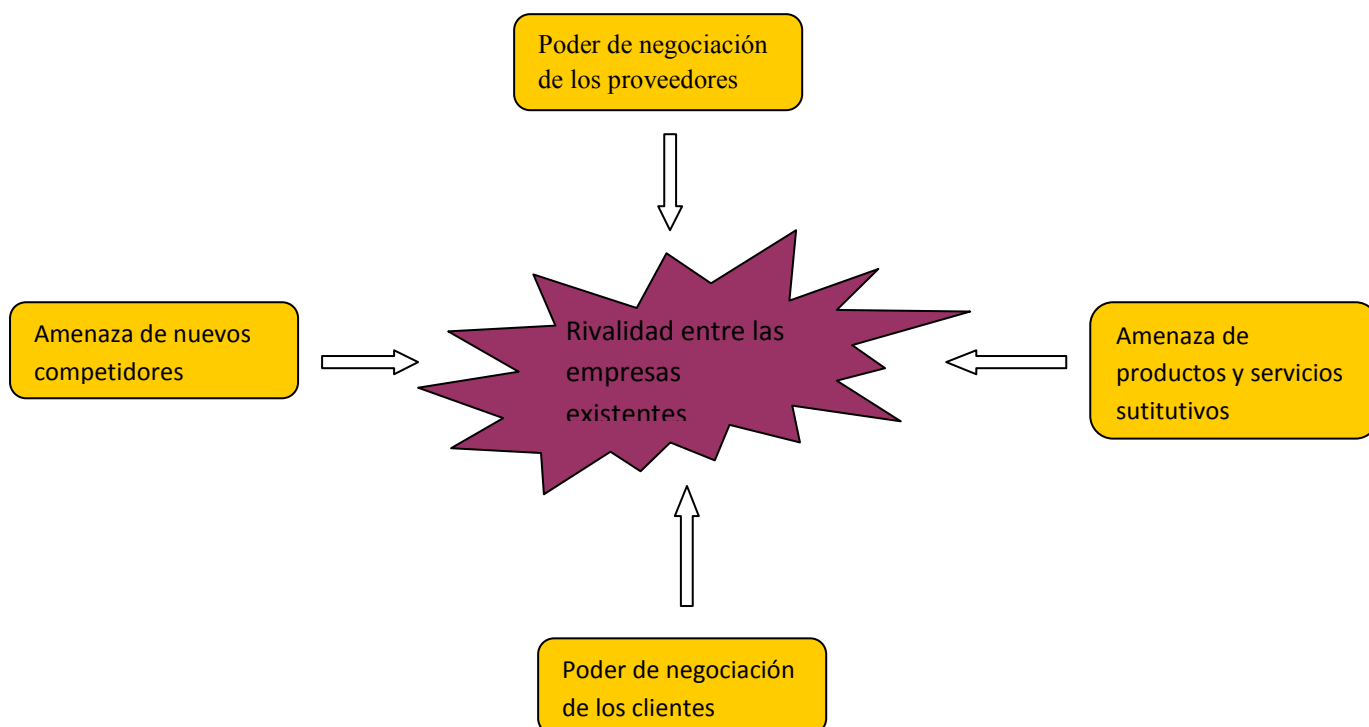 Poder de negociación
de los proveedores
Amenaza de nuevos
competidores
Rivalidad entre las
empresas
existentes
Amenaza de
productos y servicios
sutitutivos
Poder de negociación
de los clientes